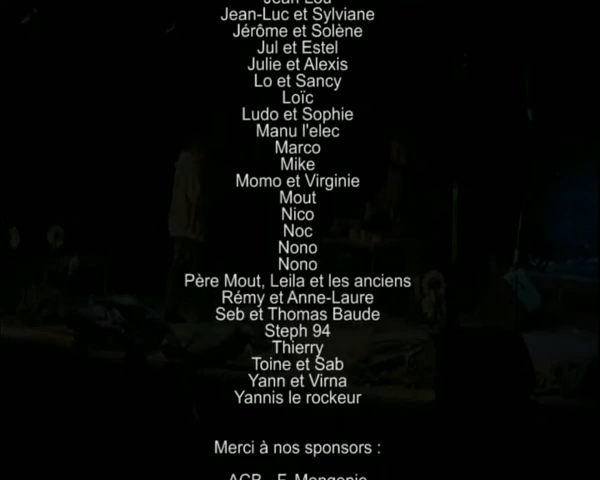 Jean Lou
Jean-Luc et Sylviane
Jérôme et Solène
Jul et Estel
Julie et Alexis
Lo et Sancy
Loïc
Ludo et Sophie
Manu l'elec
Marco
Mike
Momo et Virginie
Mout
Nico
Noc
Nono
Nono
Père Mout, Leila et les anciens
Rémy et Anne-Laure
Seb et Thomas Baude
Steph 94
Thierry
Toine et Sab
Yann et Virna
Yannis le rockeur
Merci à nos sponsors :